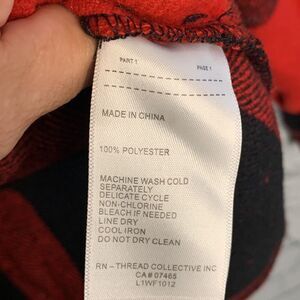 PART 1 PAGE 1
MADE IN CHINA
100% POLYESTER
MACHINE WASH COLD
SEPARATELY
DELICATE CYCLE
NON-CHLORINE
BLEACH IF NEEDED
LINE DRY
COOL IRON
DO NOT DRY CLEAN
RN – THREAD COLLECTIVE INC
CA# 07465
L1WF1012